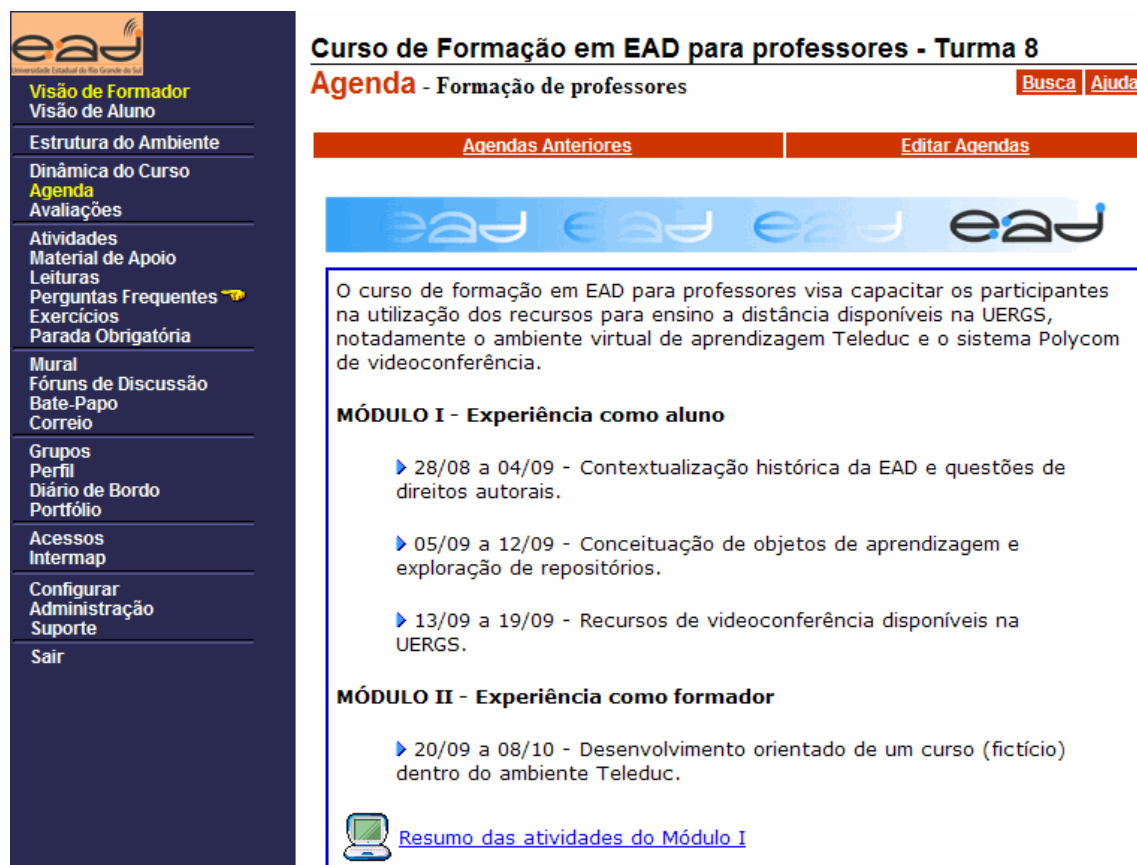 ead
Universidade Estadual do Rio Grande do Sul
Visão de Formador
Visão de Aluno
Estrutura do Ambiente
Dinâmica do Curso
Agenda
Avaliações
Atividades
Material de Apoio
Leituras
Perguntas Frequentes
Exercícios
Parada Obrigatória
Mural
Fóruns de Discussão
Bate-Papo
Correio
Grupos
Perfil
Diário de Bordo
Portfólio
Acessos
Intermap
Configurar
Administração
Suporte
Sair
Curso de Formação em EAD para professores - Turma 8
Agenda - Formação de professores
Busca Ajuda
Agendas Anteriores Editar Agendas
ead ead ead ead
O curso de formação em EAD para professores visa capacitar os participantes
na utilização dos recursos para ensino a distância disponíveis na UERGS,
notadamente o ambiente virtual de aprendizagem Teleduc e o sistema Polycom
de videoconferência.
MÓDULO I - Experiência como aluno
28/08 a 04/09 - Contextualização histórica da EAD e questões de
direitos autorais.
05/09 a 12/09 - Conceituação de objetos de aprendizagem e
exploração de repositórios.
13/09 a 19/09 - Recursos de videoconferência disponíveis na
UERGS.
MÓDULO II - Experiência como formador
20/09 a 08/10 - Desenvolvimento orientado de um curso (fictício)
dentro do ambiente Teleduc.
Resumo das atividades do Módulo I